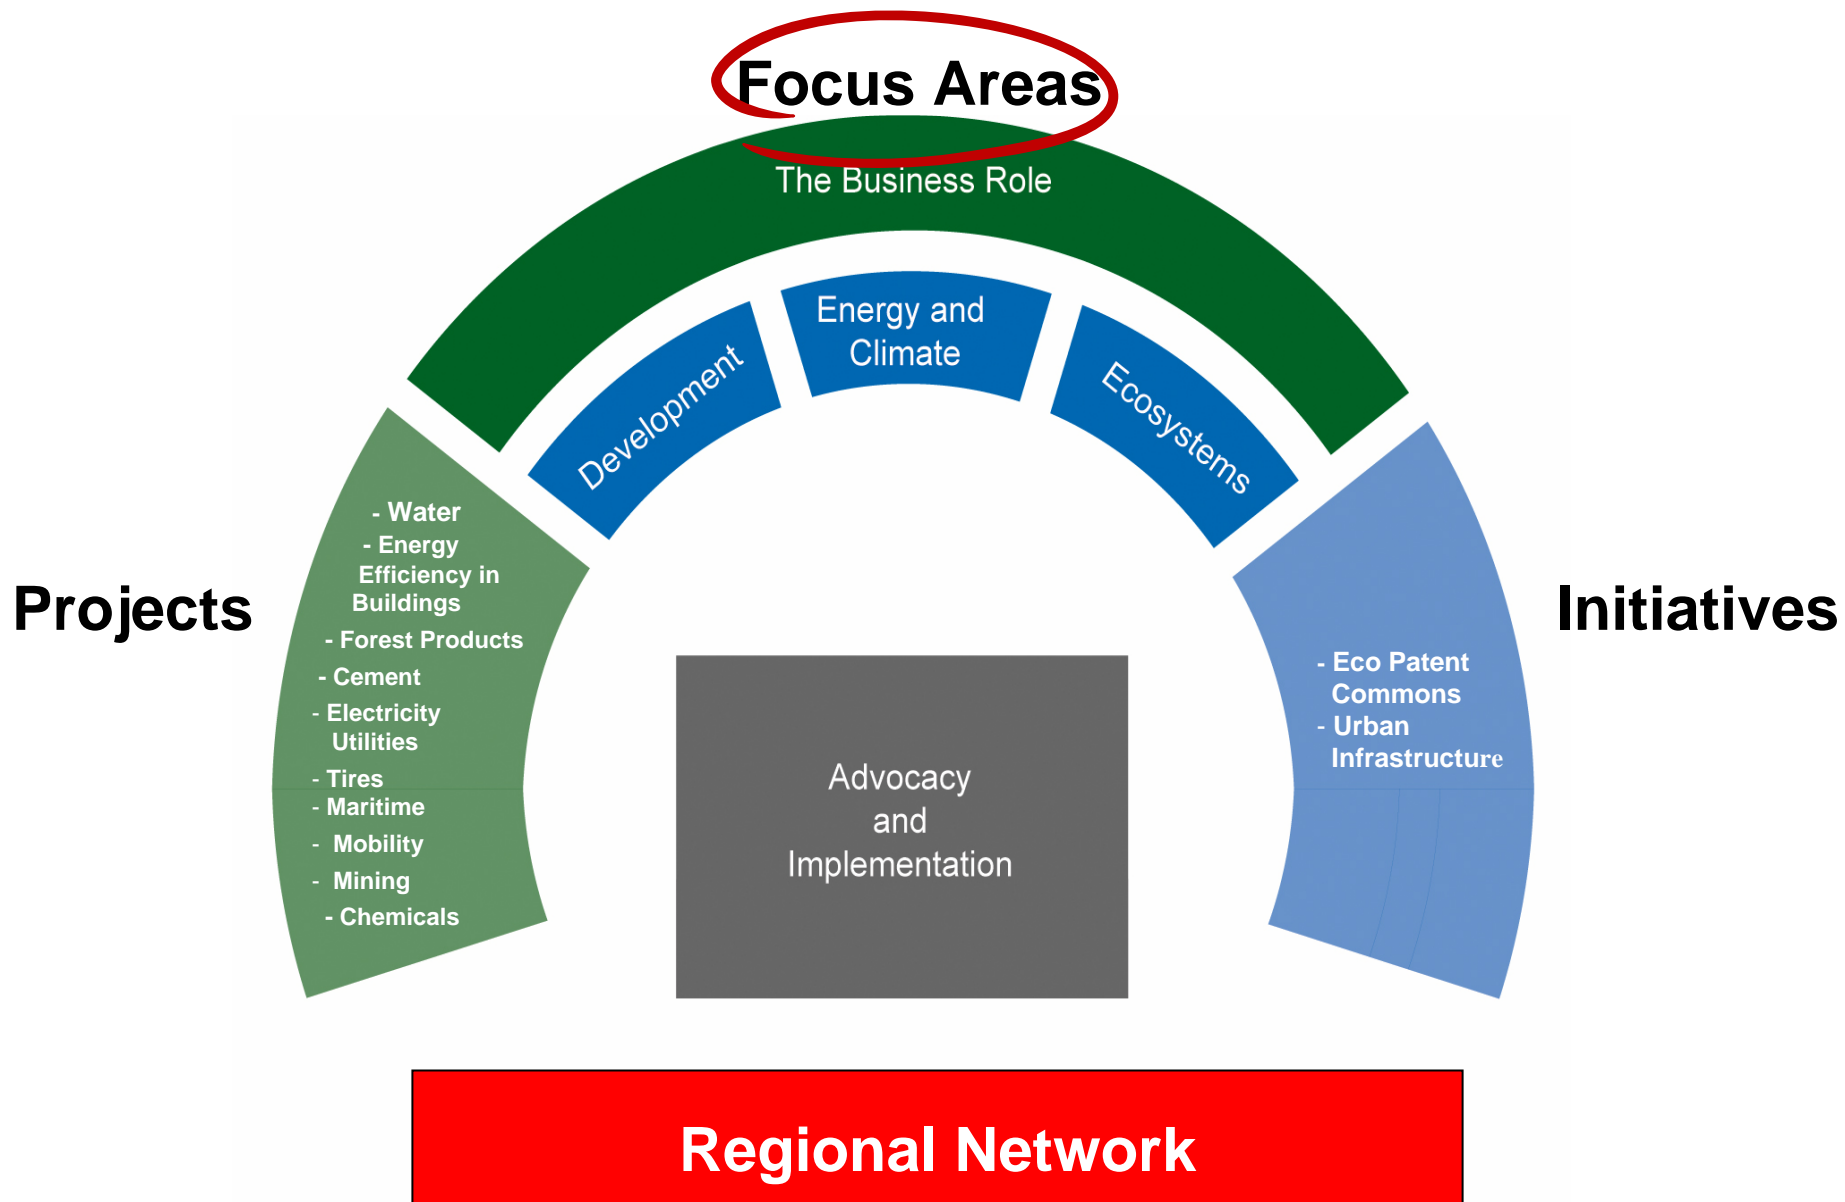 Focus Areas
The Business Role
Energy and
Climate
Development
Ecosystems
Projects
- Water
- Energy
Efficiency in
Buildings
- Forest Products
- Cement
- Electricity
Utilities
- Tires
- Maritime
- Mobility
- Mining
- Chemicals
Initiatives
- Eco Patent
Commons
- Urban
Infrastructure
Advocacy
and
Implementation
Regional Network